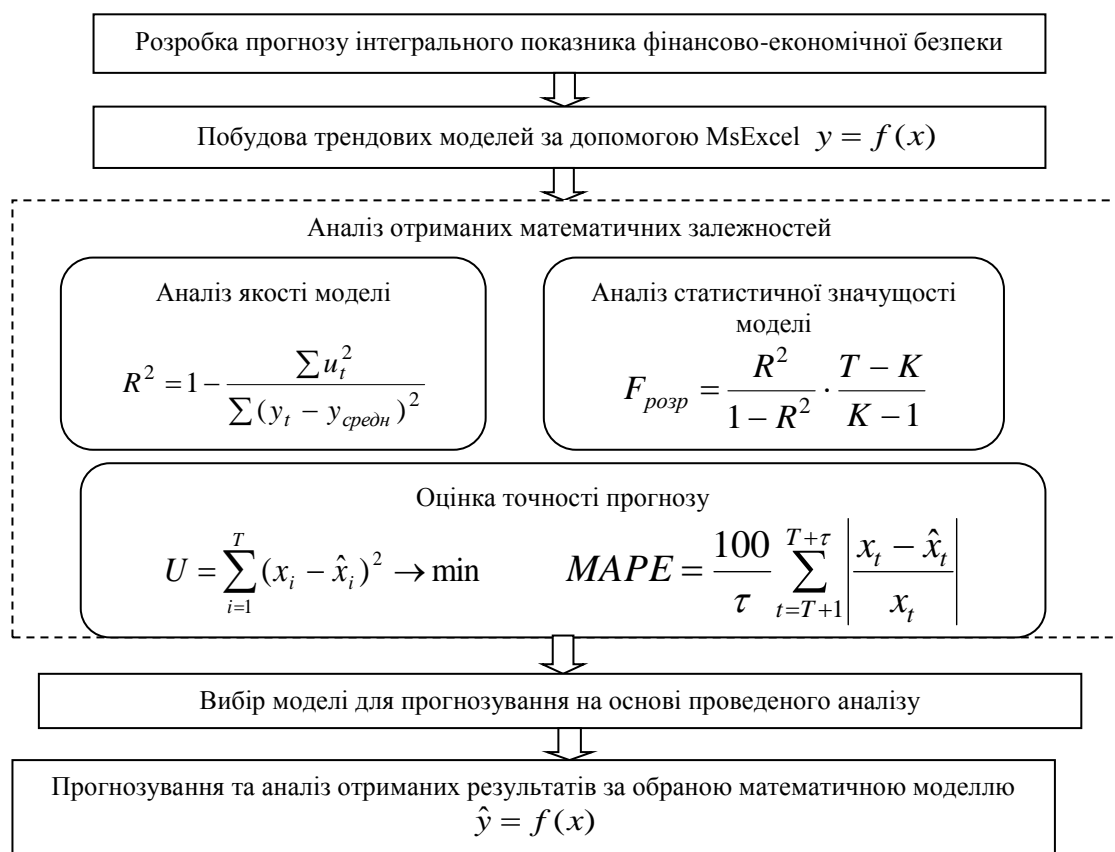 Розробка прогнозу інтегрального показника фінансово-економічної безпеки
Побудова трендових моделей за допомогою MsExcel y = f(x)
Аналіз отриманих математичних залежностей
Аналіз якості моделі
R² = 1 − ∑u_t² / ∑(y_t − y_средн)²
Аналіз статистичної значущості
моделі
F_розр = R² / (1 − R²) · (T − K) / (K − 1)
Оцінка точності прогнозу
U = ∑_{i=1}^{T} (x_i − x̂_i)² → min
MAPE = 100/τ ∑_{t=T+1}^{T+τ} |(x_t − x̂_t) / x_t|
Вибір моделі для прогнозування на основі проведеного аналізу
Прогнозування та аналіз отриманих результатів за обраною математичною моделлю
ŷ = f(x)